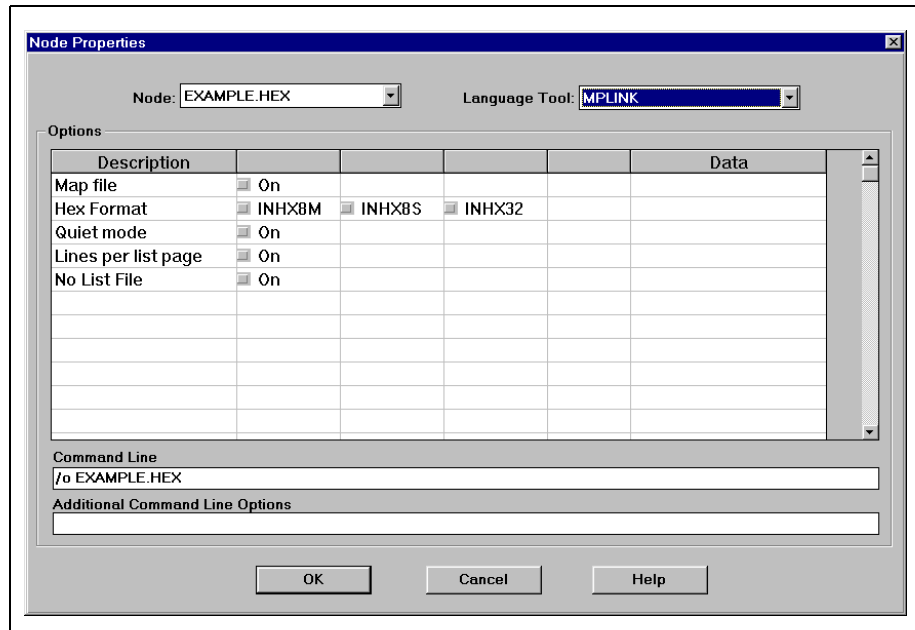 Node Properties
Node: EXAMPLE.HEX Language Tool: MPLINK
Options
Description Data
Map file On
Hex Format INHX8M INHX8S INHX32
Quiet mode On
Lines per list page On
No List File On
Command Line
/o EXAMPLE.HEX
Additional Command Line Options
OK Cancel Help